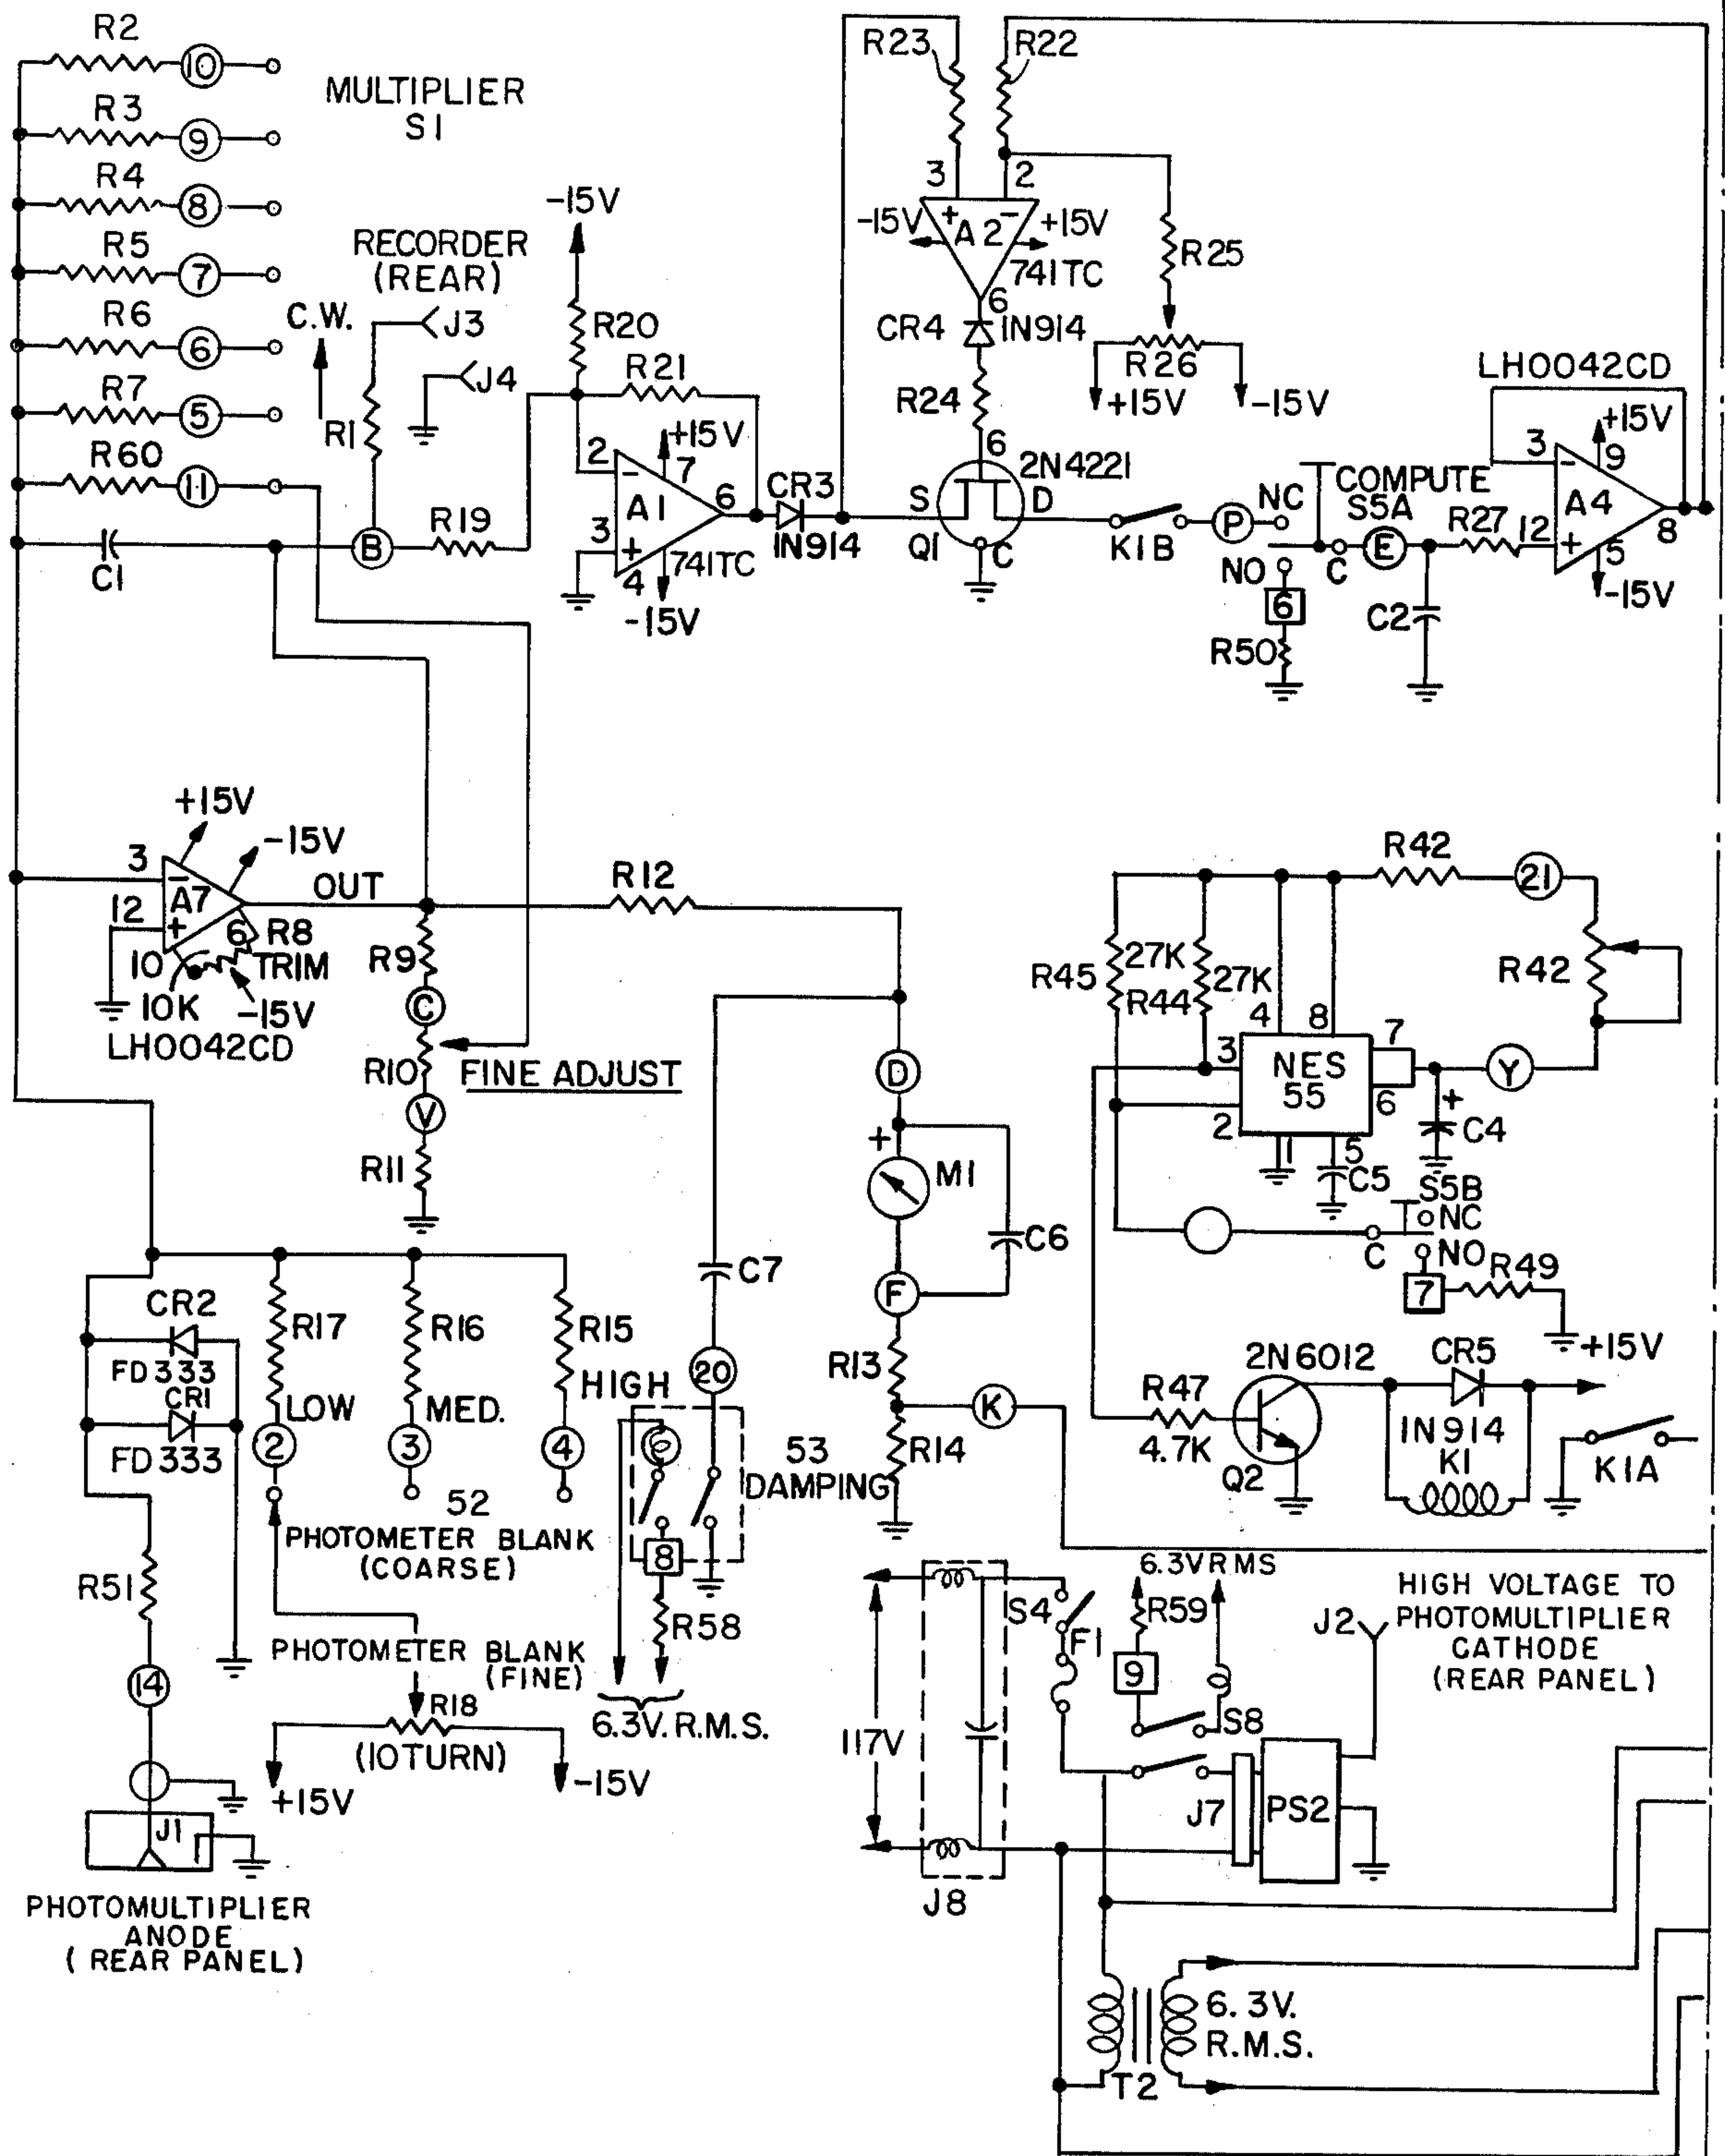 R2
10
MULTIPLIER
S1
R3
9
R4
8
R5
7
R6
6
R7
5
R60
11
C1
RECORDER
(REAR)
C.W.
J3
J4
R1
B
R19
-15V
R20
R21
+15V
2
-
7
A1
6
3
+
4
741TC
-15V
CR3
1N914
R23
R22
3
2
-15V
+
A2
-
+15V
741TC
6
R25
CR4
1N914
R26
+15V
-15V
R24
6
2N4221
S
D
Q1
C
K1B
P
NC
COMPUTE
S5A
NO
C
E
6
R50
R27
C2
LH0042CD
+15V
3
-
9
A4
12
+
5
8
-15V
+15V
-15V
3
-
A7
OUT
12
+
6
R8
10
TRIM
10K
-15V
LH0042CD
R9
C
R10
FINE ADJUST
V
R11
R12
D
+
M1
C6
F
R13
K
R14
C7
20
R42
21
R45
27K
R44
27K
R42
4
8
3
NES
55
7
6
2
1
5
Y
+
C4
C5
S5B
NC
C
NO
7
R49
+15V
2N6012
CR5
R47
4.7K
Q2
1N914
K1
K1A
CR2
FD333
CR1
FD333
R17
LOW
2
R16
MED.
3
R15
HIGH
4
52
PHOTOMETER BLANK
(COARSE)
53
DAMPING
8
R58
6.3V. R.M.S.
R51
14
PHOTOMETER BLANK
(FINE)
R18
(10TURN)
+15V
-15V
J1
PHOTOMULTIPLIER
ANODE
(REAR PANEL)
117V
J8
S4
F1
6.3VRMS
R59
9
S8
J7
PS2
J2
HIGH VOLTAGE TO
PHOTOMULTIPLIER
CATHODE
(REAR PANEL)
T2
6.3V.
R.M.S.